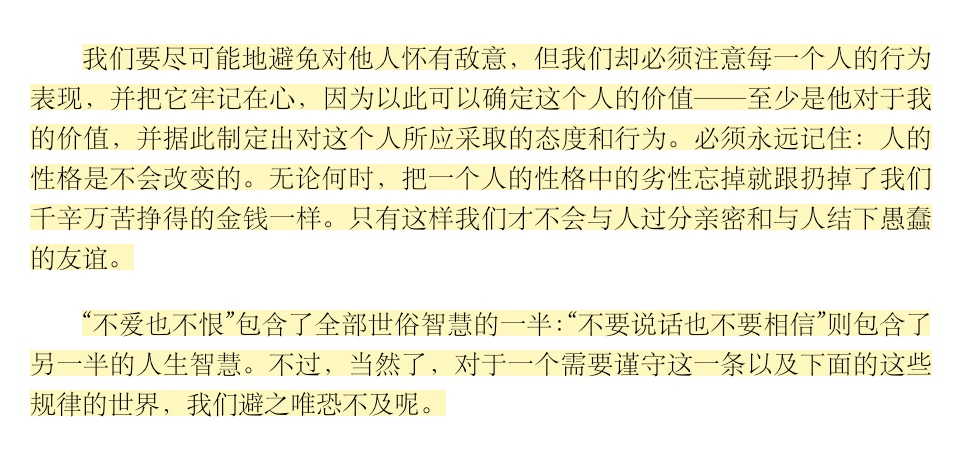 我们要尽可能地避免对他人怀有敌意，但我们却必须注意每一个人的行为
表现，并把它牢记在心，因为以此可以确定这个人的价值——至少是他对于我
的价值，并据此制定出对这个人所应采取的态度和行为。必须永远记住：人的
性格是不会改变的。无论何时，把一个人的性格中的劣性忘掉就跟扔掉了我们
千辛万苦挣得的金钱一样。只有这样我们才不会与人过分亲密和与人结下愚蠢
的友谊。
“不爱也不恨”包含了全部世俗智慧的一半：“不要说话也不要相信”则包含了
另一半的人生智慧。不过，当然了，对于一个需要谨守这一条以及下面的这些
规律的世界，我们避之唯恐不及呢。